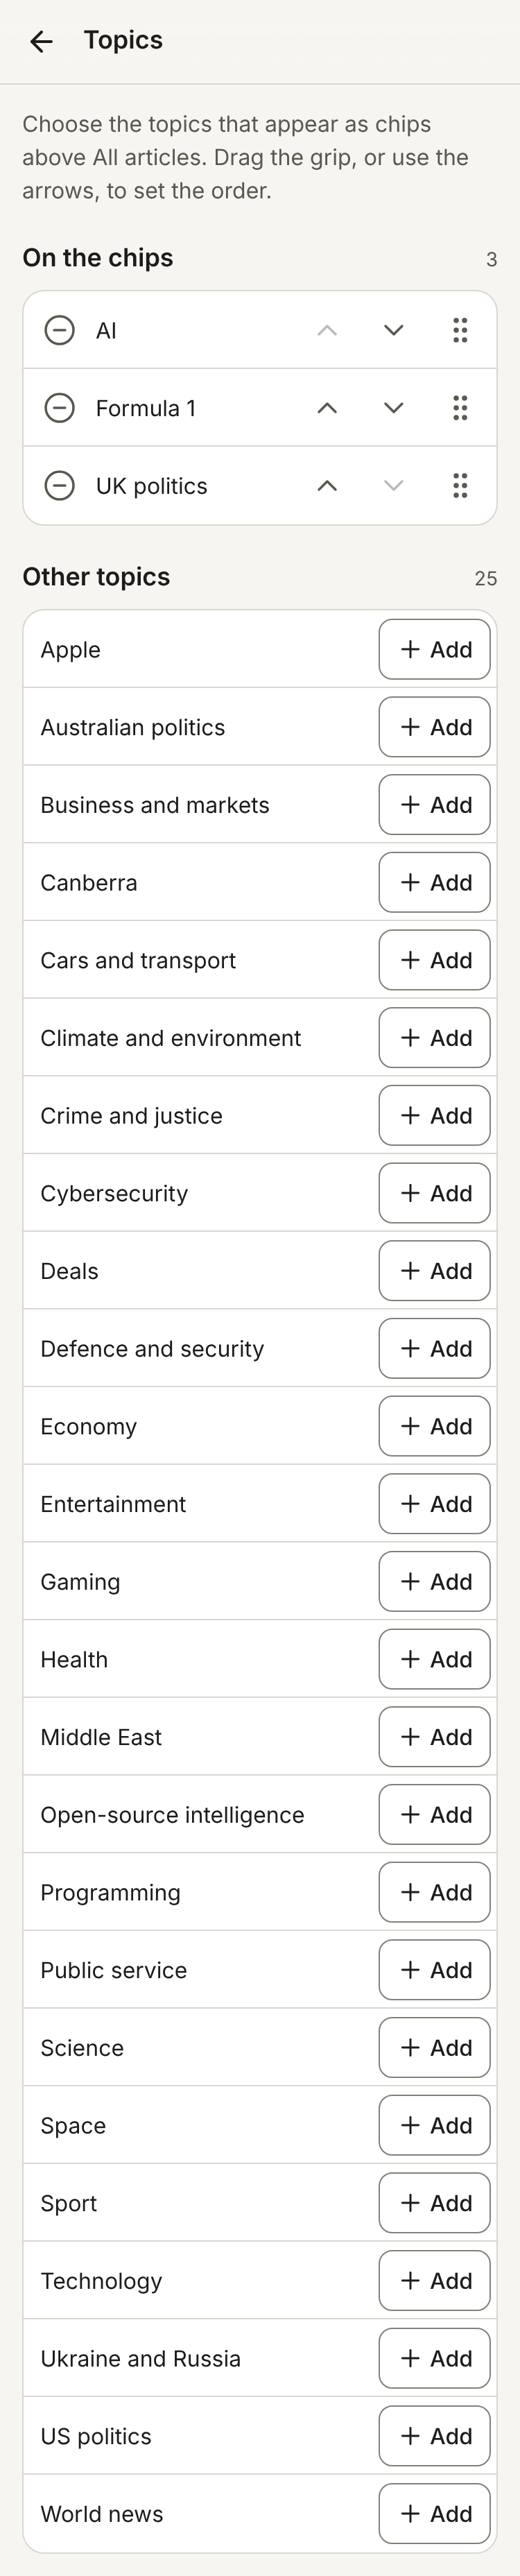 Topics
Choose the topics that appear as chips
above All articles. Drag the grip, or use the
arrows, to set the order.
On the chips 3
AI
Formula 1
UK politics
Other topics 25
Apple + Add
Australian politics + Add
Business and markets + Add
Canberra + Add
Cars and transport + Add
Climate and environment + Add
Crime and justice + Add
Cybersecurity + Add
Deals + Add
Defence and security + Add
Economy + Add
Entertainment + Add
Gaming + Add
Health + Add
Middle East + Add
Open-source intelligence + Add
Programming + Add
Public service + Add
Science + Add
Space + Add
Sport + Add
Technology + Add
Ukraine and Russia + Add
US politics + Add
World news + Add